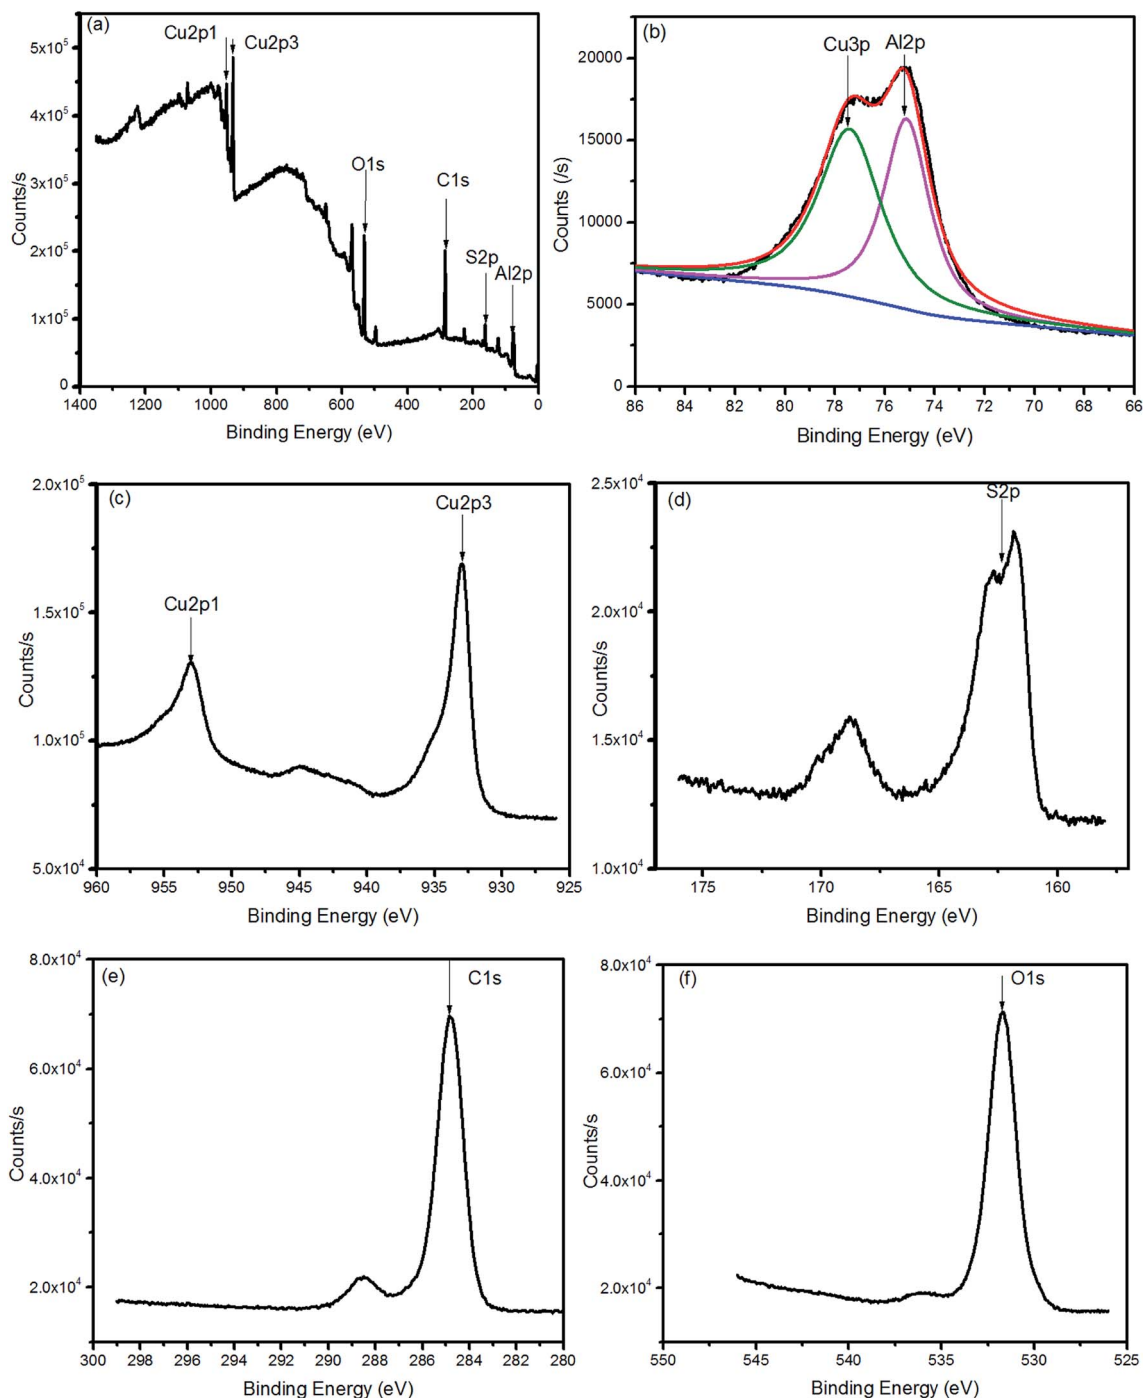 (a)
Cu2p1
Cu2p3
O1s
C1s
S2p
Al2p
5x10⁵
4x10⁵
3x10⁵
2x10⁵
1x10⁵
0
Counts/s
1400 1200 1000 800 600 400 200 0
Binding Energy (eV)
(b)
Cu3p
Al2p
20000
15000
10000
5000
0
Counts (/s)
86 84 82 80 78 76 74 72 70 68 66
Binding Energy (eV)
(c)
Cu2p3
Cu2p1
2.0x10⁵
1.5x10⁵
1.0x10⁵
5.0x10⁴
Counts/s
960 955 950 945 940 935 930 925
Binding Energy (eV)
(d)
S2p
2.5x10⁴
2.0x10⁴
1.5x10⁴
1.0x10⁴
Counts/s
175 170 165 160
Binding Energy (eV)
(e)
C1s
8.0x10⁴
6.0x10⁴
4.0x10⁴
2.0x10⁴
Counts/s
300 298 296 294 292 290 288 286 284 282 280
Binding Energy (eV)
(f)
O1s
8.0x10⁴
6.0x10⁴
4.0x10⁴
2.0x10⁴
Counts/s
550 545 540 535 530 525
Binding Energy (eV)